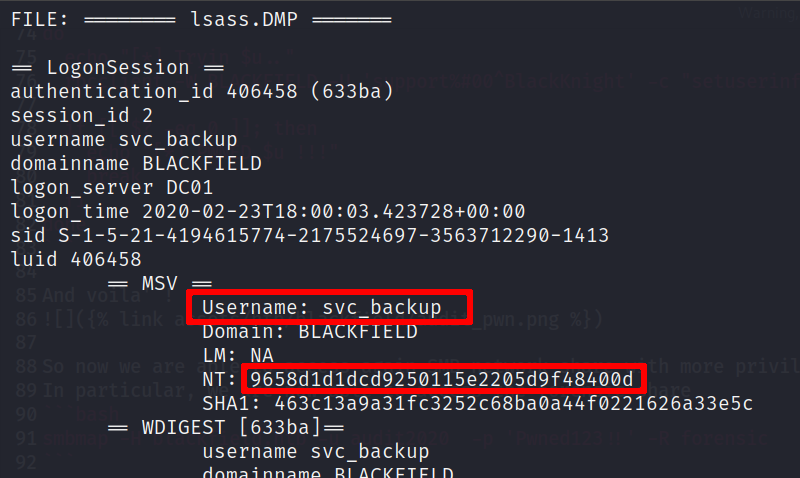 FILE: ======== lsass.DMP =======
== LogonSession ==
authentication_id 406458 (633ba)
session_id 2
username svc_backup
domainname BLACKFIELD
logon_server DC01
logon_time 2020-02-23T18:00:03.423728+00:00
sid S-1-5-21-4194615774-2175524697-3563712290-1413
luid 406458
== MSV ==
Username: svc_backup
Domain: BLACKFIELD
LM: NA
NT: 9658d1d1dcd9250115e2205d9f48400d
SHA1: 463c13a9a31fc3252c68ba0a44f0221626a33e5c
== WDIGEST [633ba]==
username svc_backup
domainname BLACKFIELD